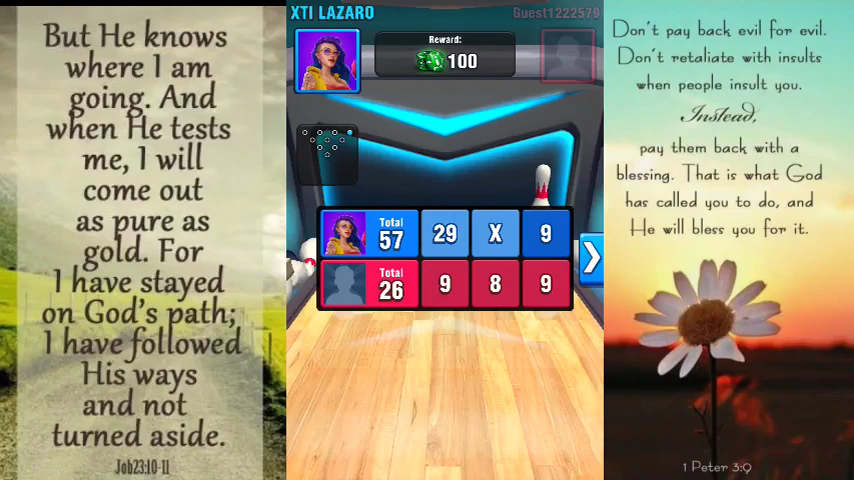 But He knows
where I am
going. And
when He tests
me, I will
come out
as pure as
gold. For
I have stayed
on God's path;
I have followed
His ways
and not
turned aside.
Job23:10-11
XTI LAZARO
Guest1222579
Reward:
100
Total
57
29
X
9
Total
26
9
8
9
Don't pay back evil for evil.
Don't retaliate with insults
when people insult you.
Instead,
pay them back with a
blessing. That is what God
has called you to do, and
He will bless you for it.
1 Peter 3:9